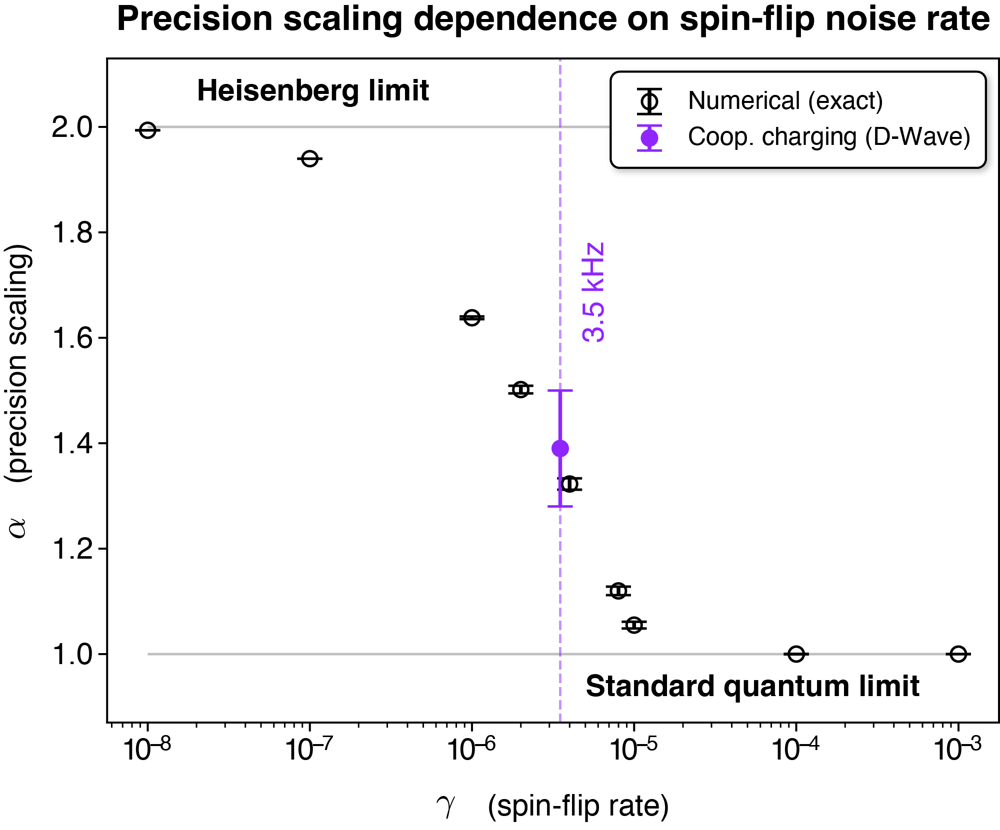 Precision scaling dependence on spin-flip noise rate
Heisenberg limit
Numerical (exact)
Coop. charging (D-Wave)
2.0
1.8
1.6
1.4
1.2
1.0
α (precision scaling)
3.5 kHz
Standard quantum limit
10⁻⁸ 10⁻⁷ 10⁻⁶ 10⁻⁵ 10⁻⁴ 10⁻³
γ (spin-flip rate)